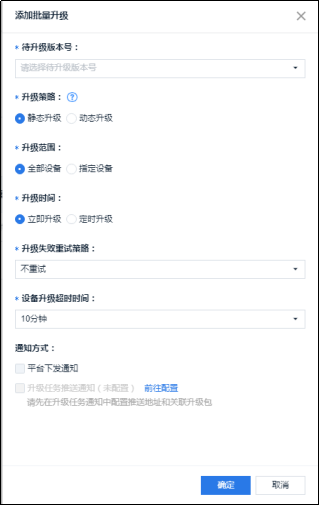 添加批量升级
* 待升级版本号：
请选择待升级版本号
* 升级策略：
静态升级 动态升级
* 升级范围：
全部设备 指定设备
* 升级时间：
立即升级 定时升级
* 升级失败重试策略：
不重试
* 设备升级超时时间：
10分钟
通知方式：
平台下发通知
升级任务推送通知（未配置） 前往配置
请先在升级任务通知中配置推送地址和关联升级包
确定 取消